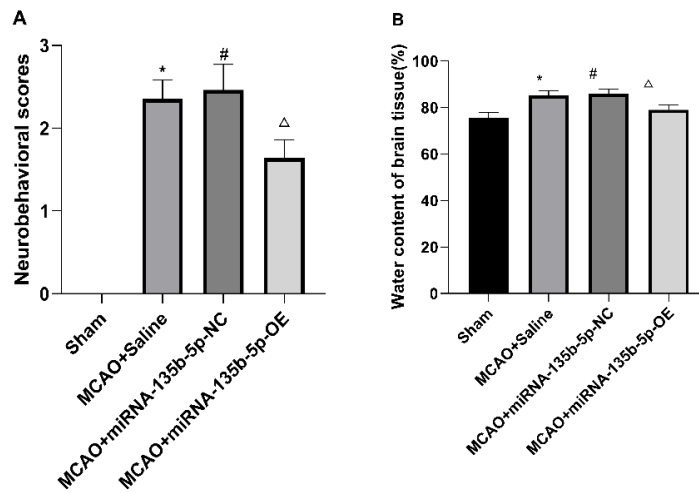 A
Neurobehavioral scores
3
2
1
0
*
#
△
Sham
MCAO+Saline
MCAO+miRNA-135b-5p-NC
MCAO+miRNA-135b-5p-OE
B
Water content of brain tissue(%)
100
80
60
40
20
0
*
#
△
Sham
MCAO+Saline
MCAO+miRNA-135b-5p-NC
MCAO+miRNA-135b-5p-OE